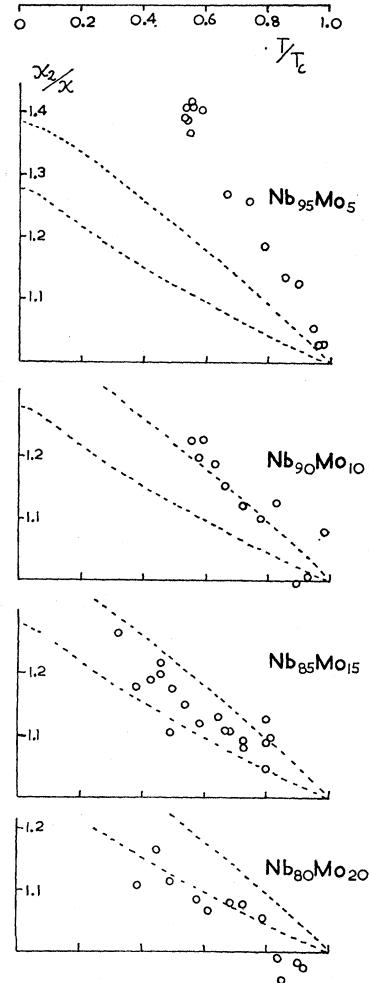 0 0.2 0.4 0.6 0.8 1.0
T/Tc
ϰ₂/ϰ
1.4
1.3
Nb₉₅Mo₅
1.2
1.1
1.2
Nb₉₀Mo₁₀
1.1
Nb₈₅Mo₁₅
1.2
1.1
1.2
Nb₈₀Mo₂₀
1.1